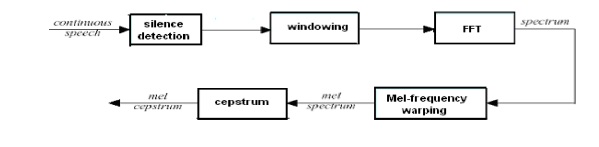 continuous
speech
silence
detection
windowing
FFT
spectrum
Mel-frequency
warping
mel
spectrum
cepstrum
mel
cepstrum